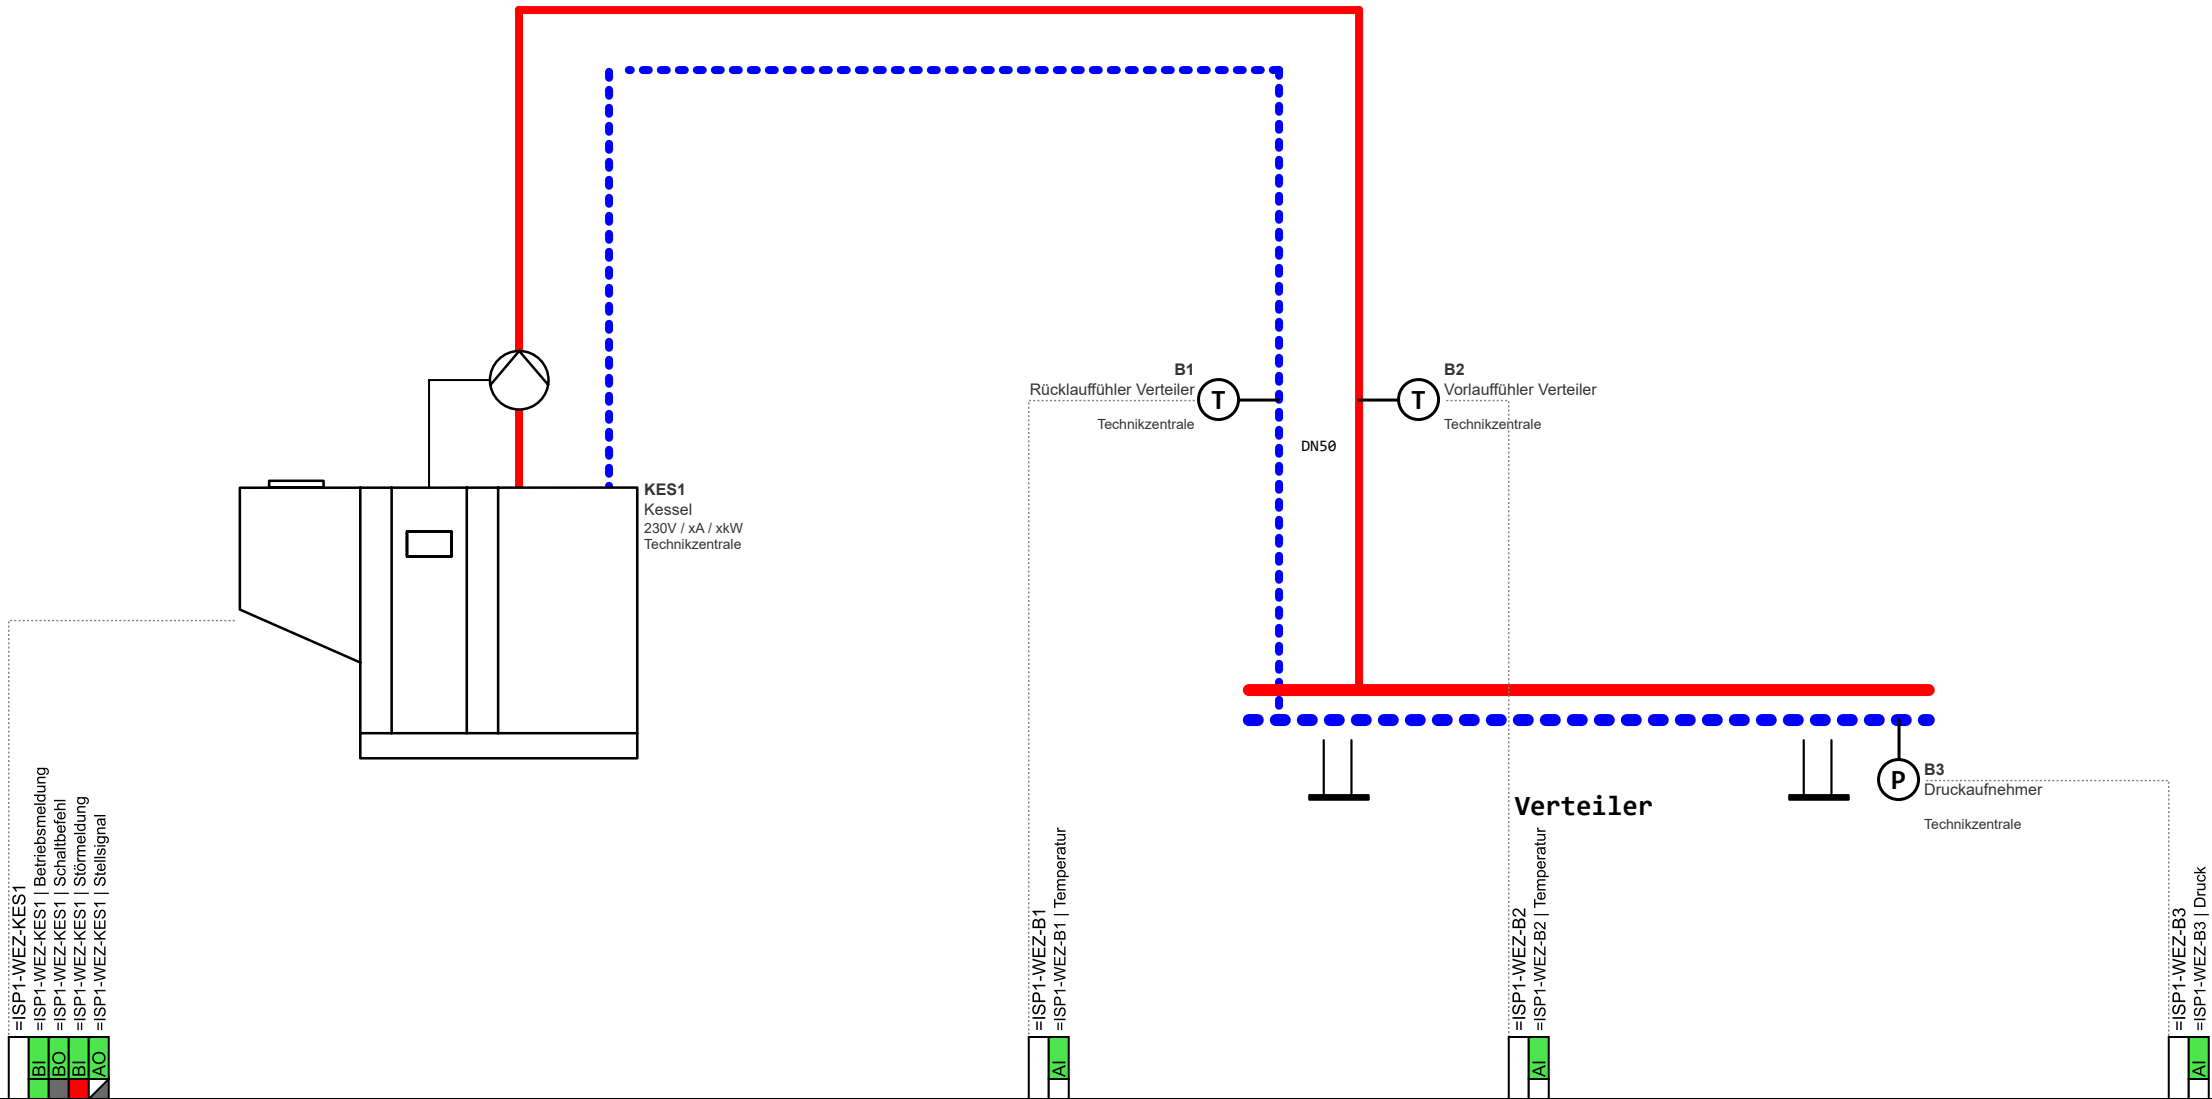 B1
Rücklauffühler Verteiler
T
Technikzentrale
B2
T
Vorlauffühler Verteiler
Technikzentrale
DN50
KES1
Kessel
230V / xA / xkW
Technikzentrale
B3
P
Druckaufnehmer
Technikzentrale
Verteiler
=ISP1-WEZ-KES1
=ISP1-WEZ-KES1 | Betriebsmeldung
=ISP1-WEZ-KES1 | Schaltbefehl
=ISP1-WEZ-KES1 | Störmeldung
=ISP1-WEZ-KES1 | Stellsignal
BI
BO
BI
AO
=ISP1-WEZ-B1
=ISP1-WEZ-B1 | Temperatur
AI
=ISP1-WEZ-B2
=ISP1-WEZ-B2 | Temperatur
AI
=ISP1-WEZ-B3
=ISP1-WEZ-B3 | Druck
AI